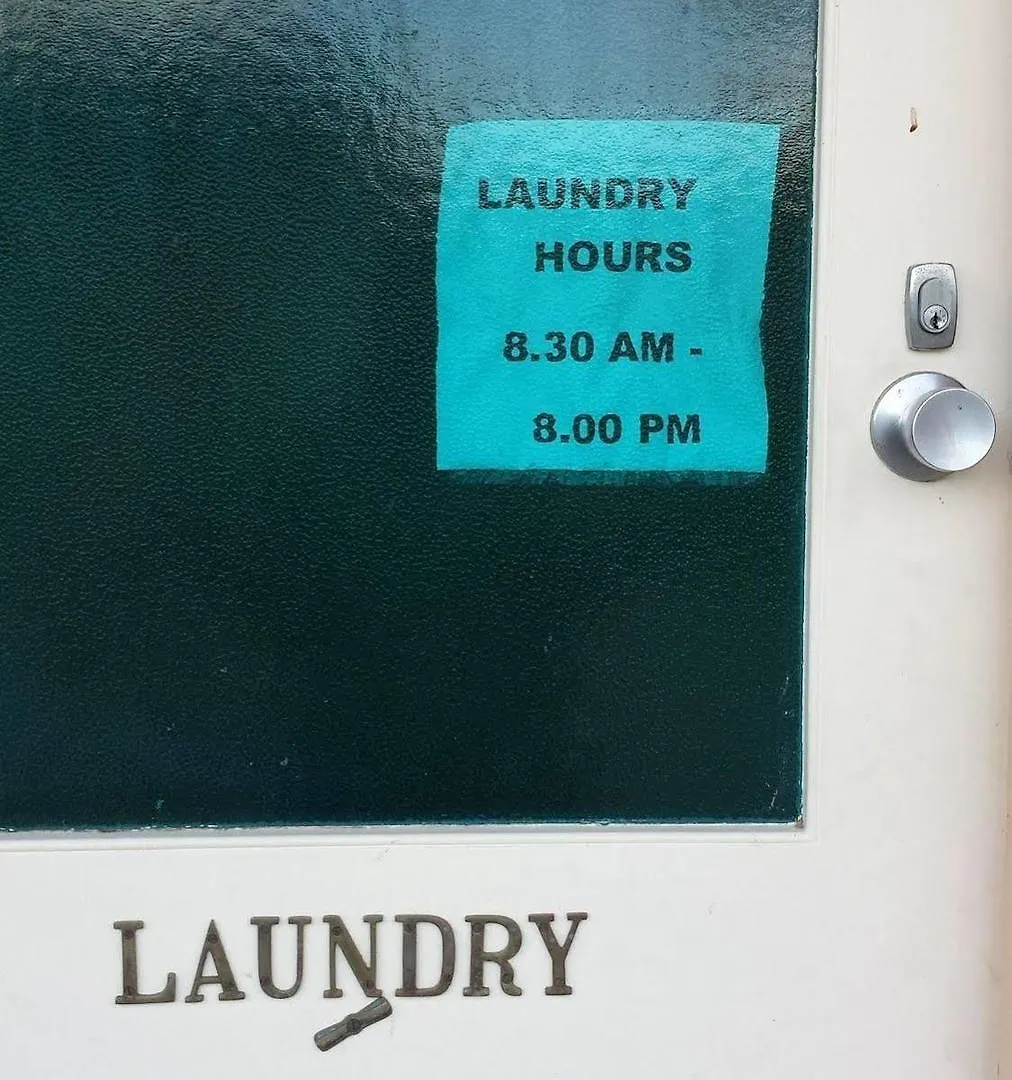 LAUNDRY
HOURS
8.30 AM -
8.00 PM
LAUNDRY